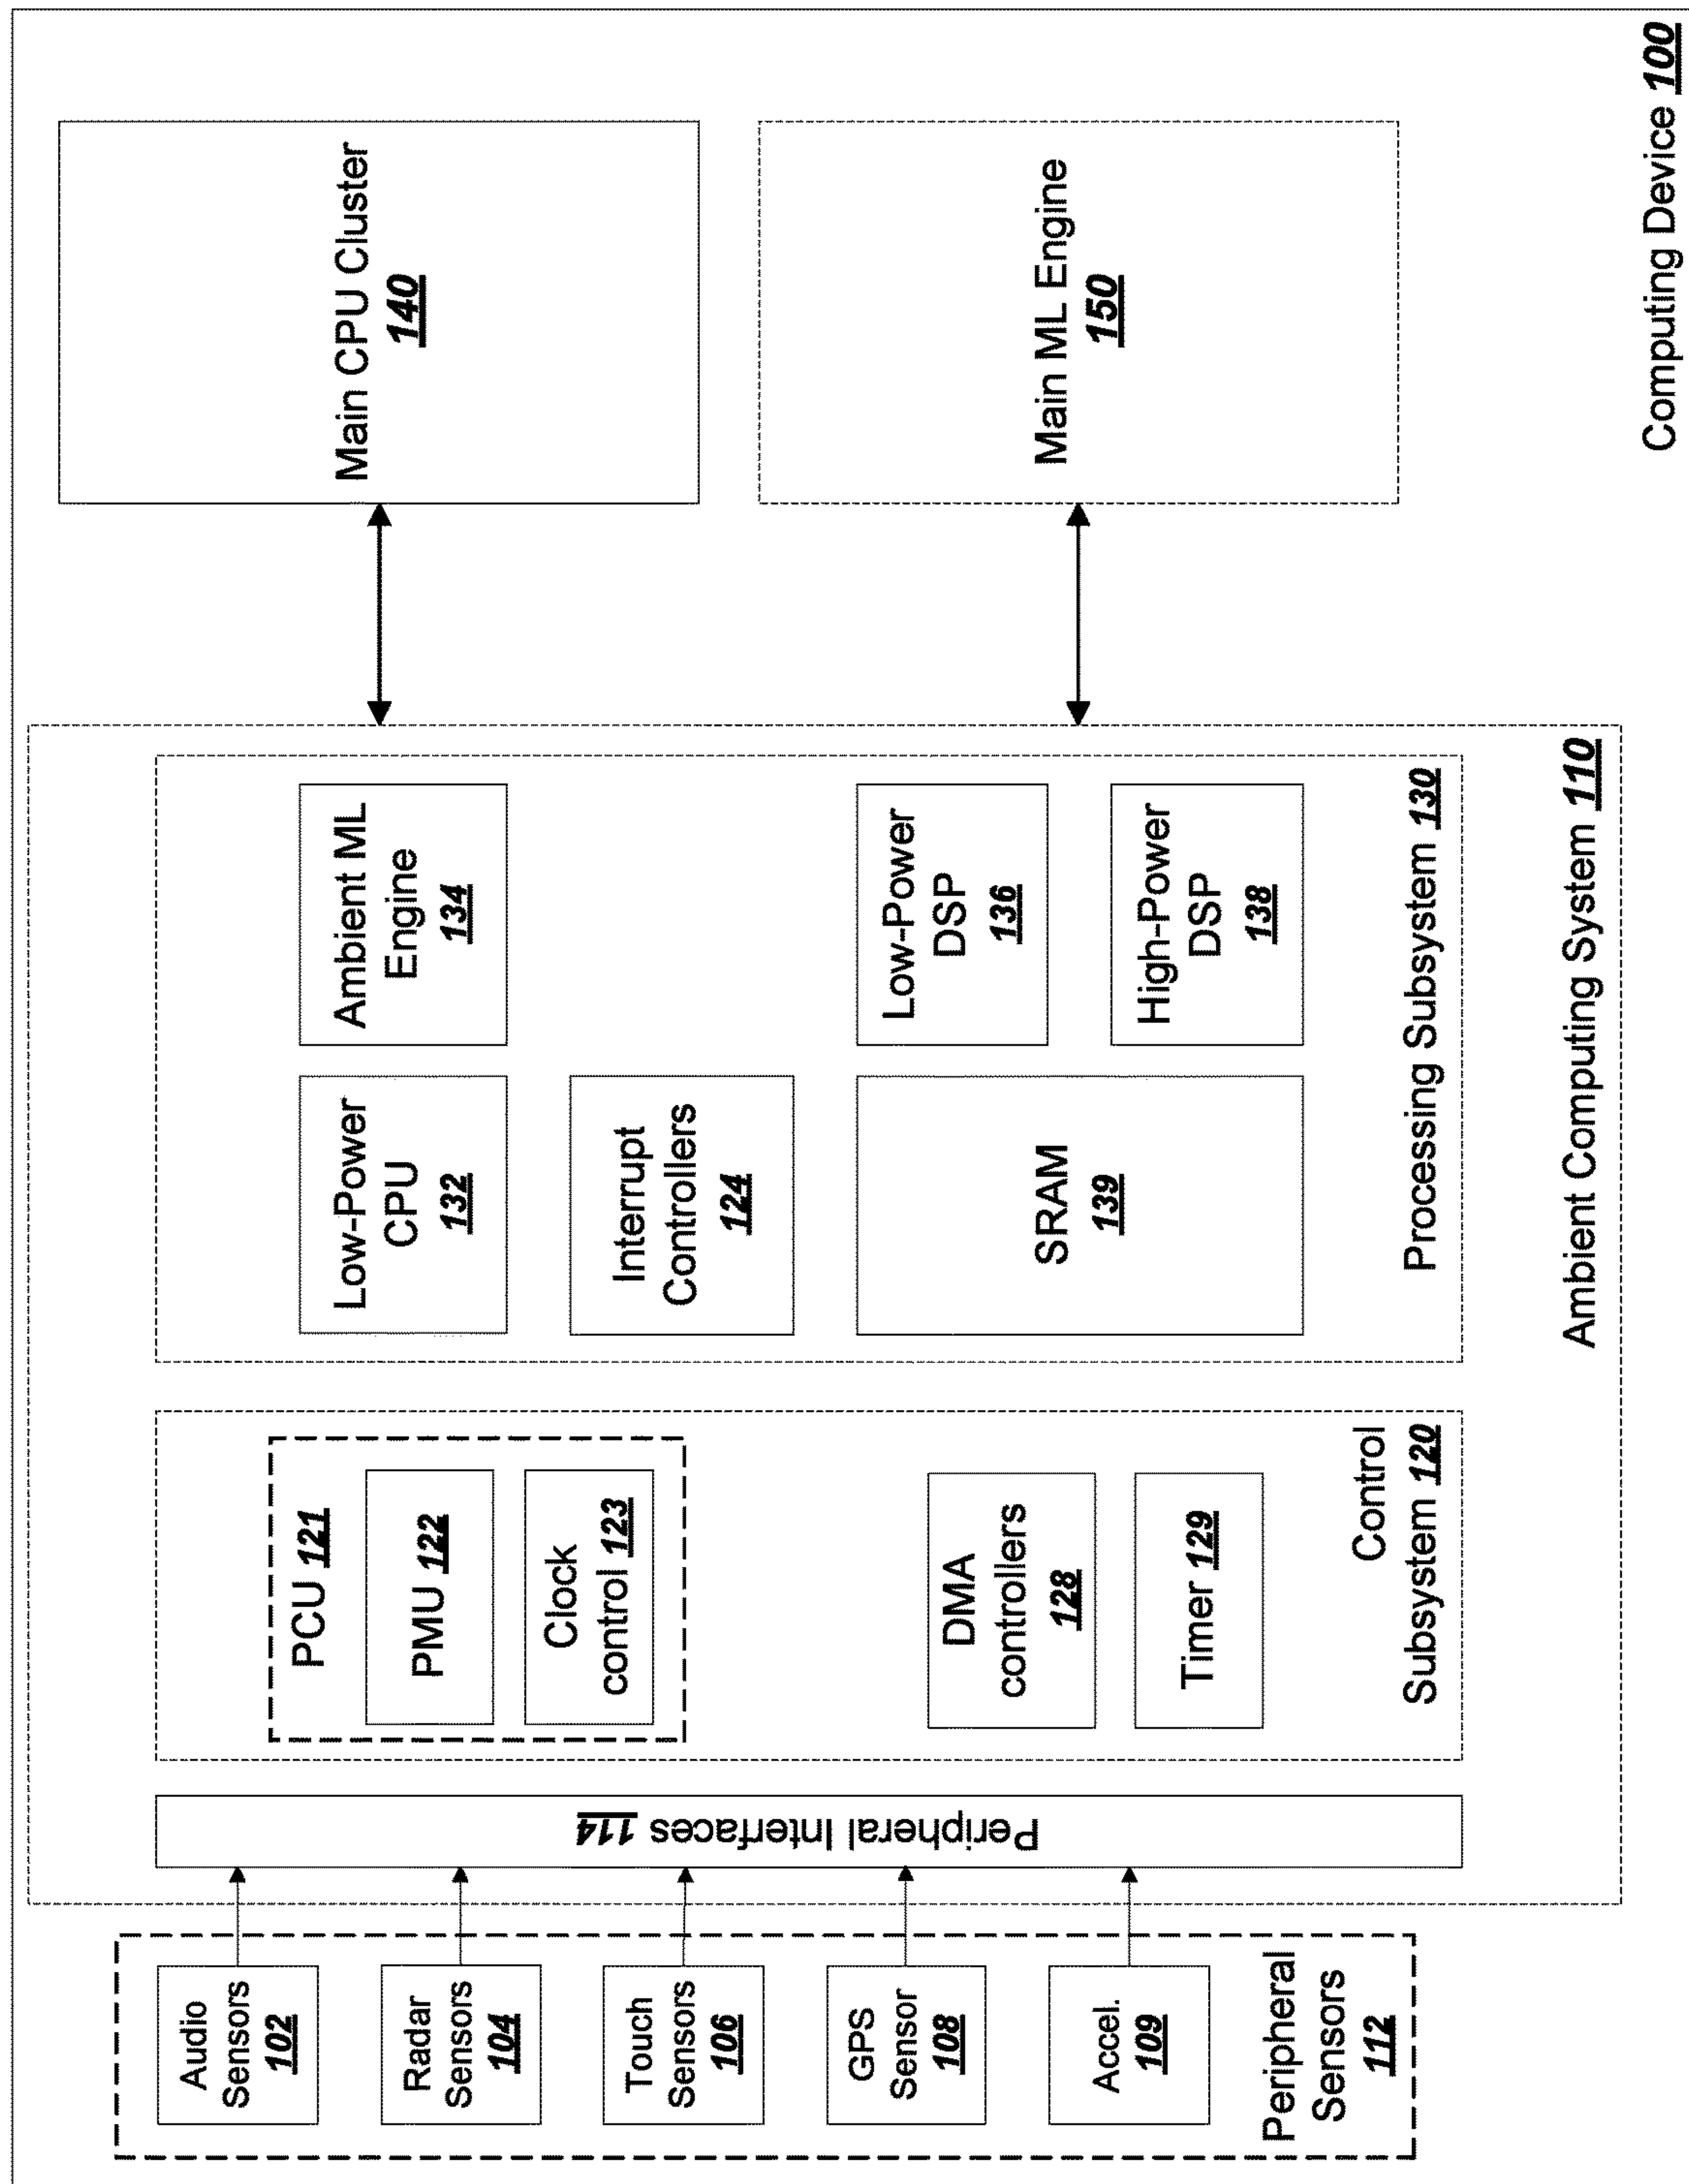 Audio
Sensors
102
Radar
Sensors
104
Touch
Sensors
106
GPS
Sensor
108
Accel.
109
Peripheral
Sensors
112
Peripheral Interfaces 114
PCU 121
PMU 122
Clock
control 123
DMA
controllers
128
Timer 129
Control
Subsystem 120
Low-Power
CPU
132
Ambient ML
Engine
134
Interrupt
Controllers
124
SRAM
139
Low-Power
DSP
136
High-Power
DSP
138
Processing Subsystem 130
Ambient Computing System 110
Main CPU Cluster
140
Main ML Engine
150
Computing Device 100